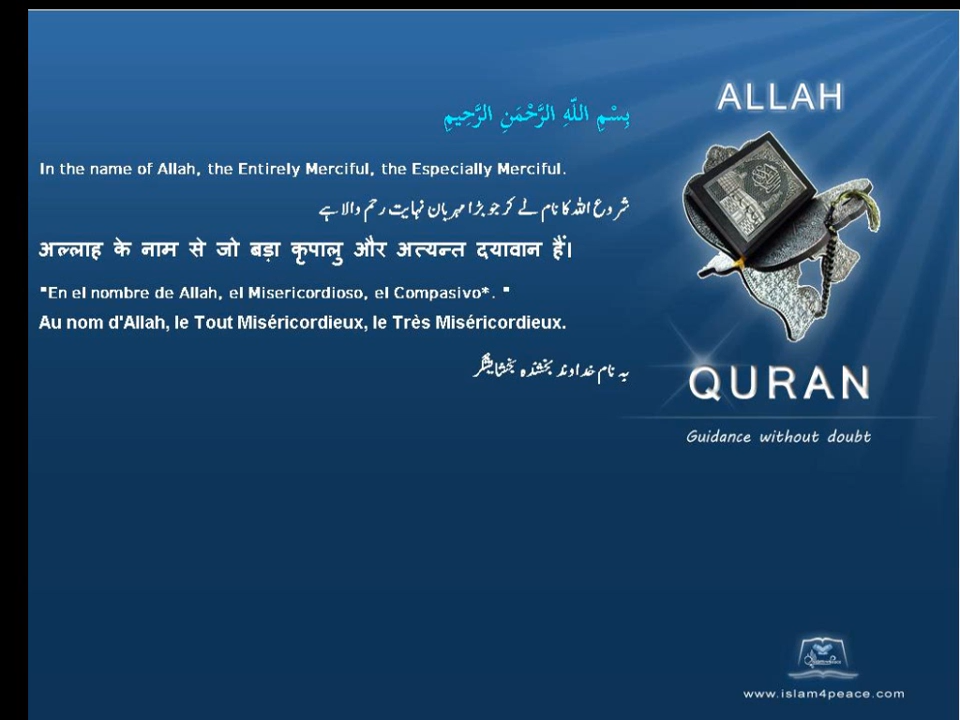 بِسْمِ اللّهِ الرَّحْمَنِ الرَّحِيمِ
In the name of Allah, the Entirely Merciful, the Especially Merciful.
شروع الله کا نام لے کر جو بڑا مہربان نہایت رحم والا ہے
अल्लाह के नाम से जो बड़ा कृपालु और अत्यन्त दयावान हैं।
"En el nombre de Allah, el Misericordioso, el Compasivo*. "
Au nom d'Allah, le Tout Miséricordieux, le Très Miséricordieux.
به نام خداوند بخشنده بخشایشگر
ALLAH
QURAN
Guidance without doubt
www.islam4peace.com